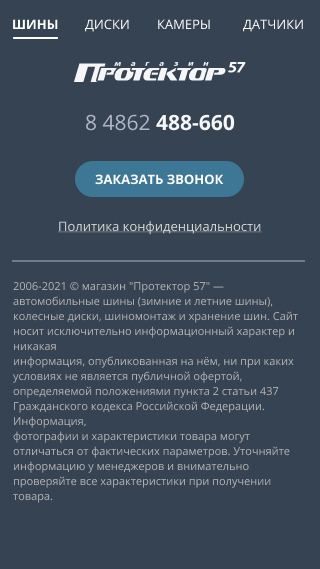 ШИНЫ ДИСКИ КАМЕРЫ ДАТЧИКИ
магазин
ПРОТЕКТОР 57
8 4862 488-660
ЗАКАЗАТЬ ЗВОНОК
Политика конфиденциальности
2006-2021 © магазин "Протектор 57" —
автомобильные шины (зимние и летние шины),
колесные диски, шиномонтаж и хранение шин. Сайт
носит исключительно информационный характер и
никакая
информация, опубликованная на нём, ни при каких
условиях не является публичной офертой,
определяемой положениями пункта 2 статьи 437
Гражданского кодекса Российской Федерации.
Информация,
фотографии и характеристики товара могут
отличаться от фактических параметров. Уточняйте
информацию у менеджеров и внимательно
проверяйте все характеристики при получении
товара.